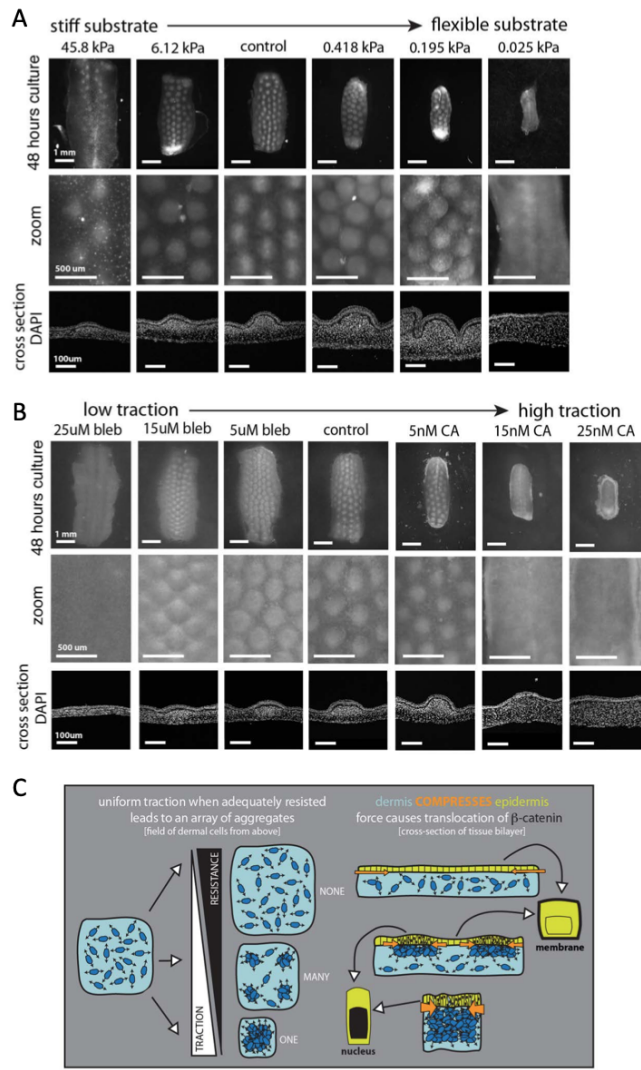 A
stiff substrate
flexible substrate
45.8 kPa
6.12 kPa
control
0.418 kPa
0.195 kPa
0.025 kPa
48 hours culture
1 mm
zoom
500 um
cross section
DAPI
100um
B
low traction
high traction
25uM bleb
15uM bleb
5uM bleb
control
5nM CA
15nM CA
25nM CA
48 hours culture
1 mm
zoom
500 um
cross section
DAPI
100um
C
uniform traction when adequately resisted
leads to an array of aggregates
[field of dermal cells from above]
RESISTANCE
TRACTION
NONE
MANY
ONE
dermis COMPRESSES epidermis
force causes translocation of β-catenin
[cross-section of tissue bilayer]
membrane
nucleus